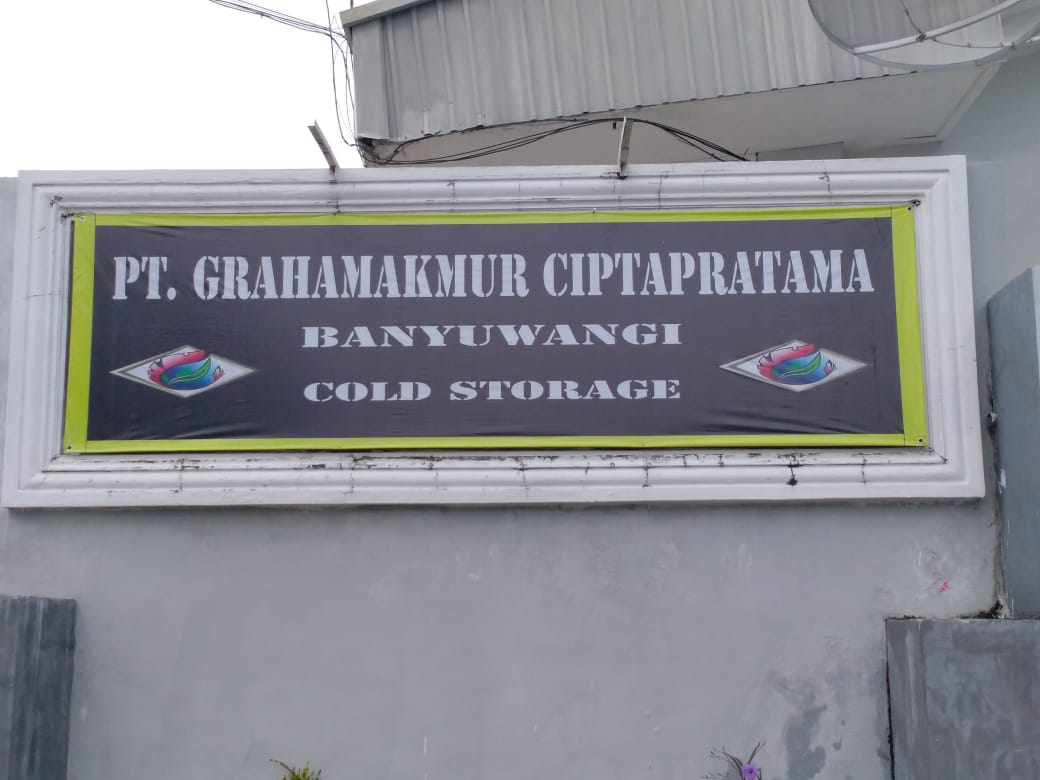 PT. GRAHAMAKMUR CIPTAPRATAMA
BANYUWANGI
COLD STORAGE